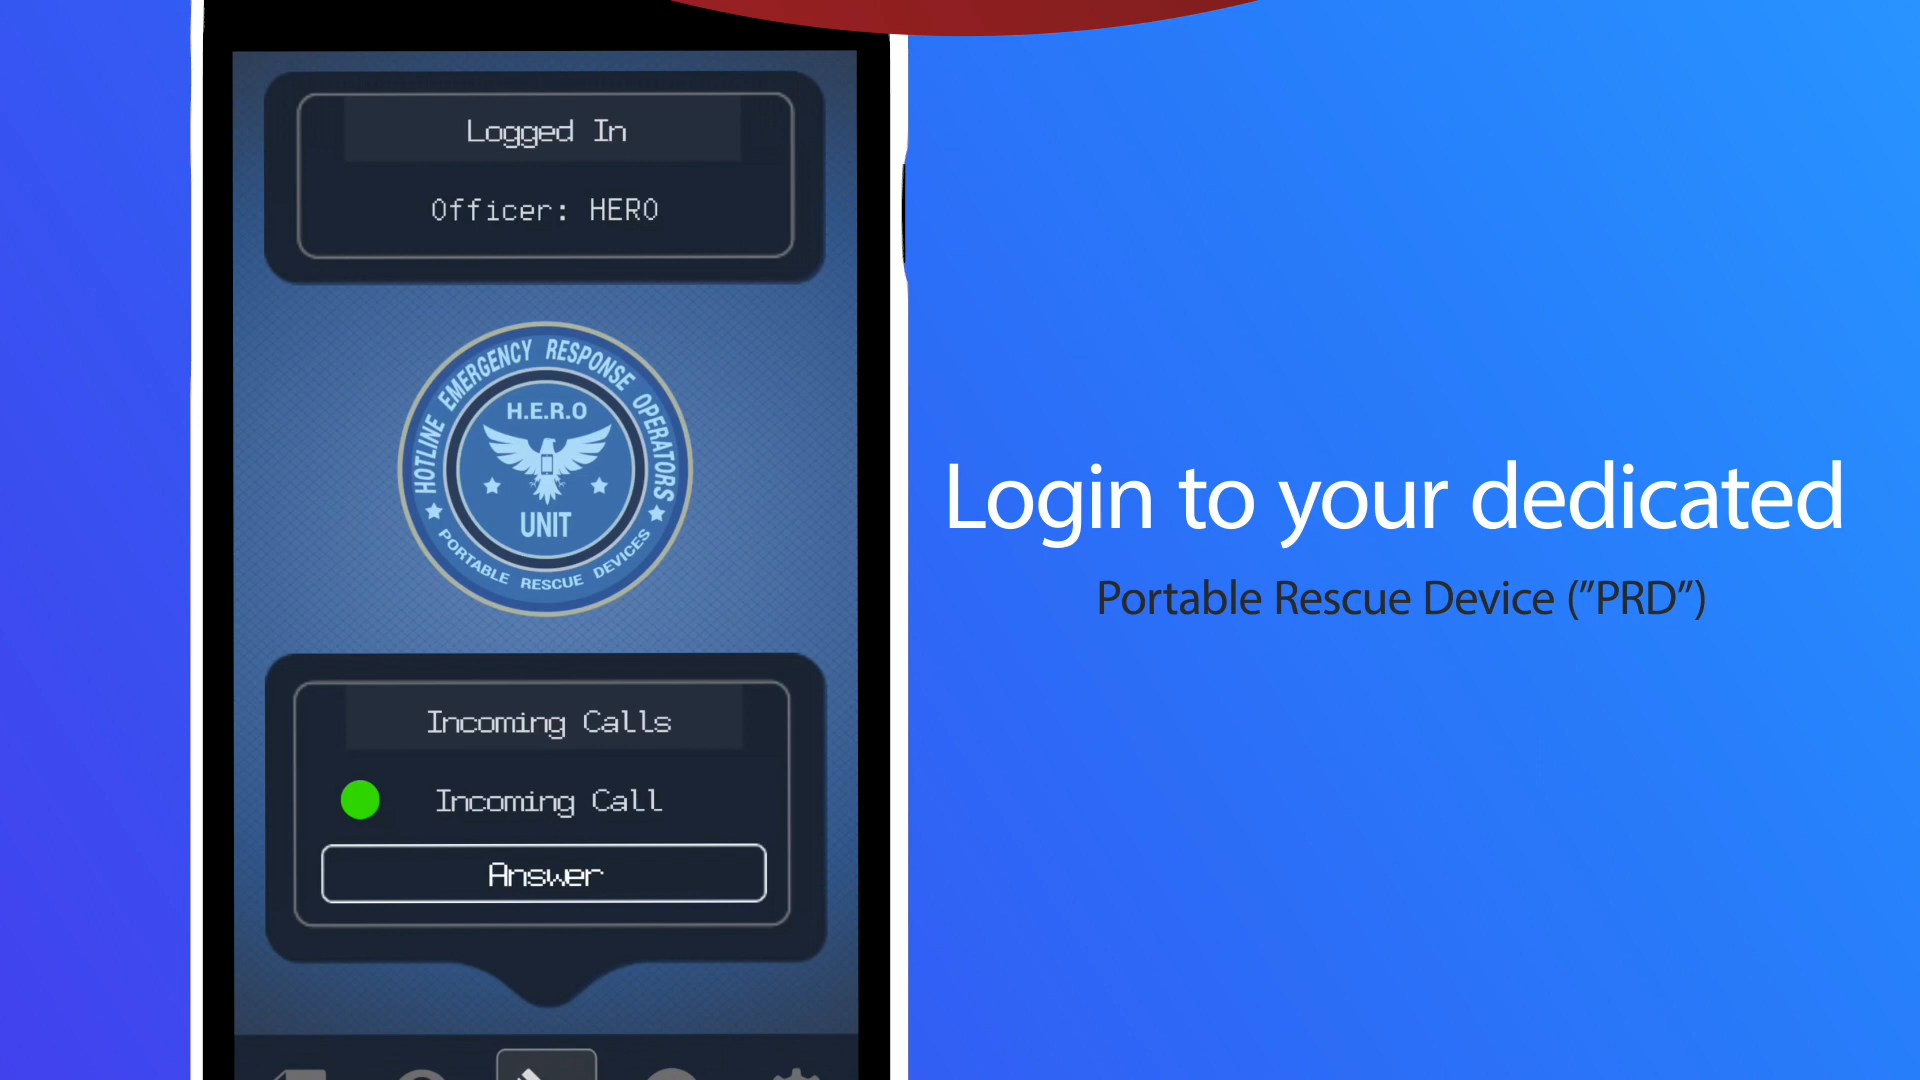 Logged In
Officer: HERO
HOTLINE EMERGENCY RESPONSE OPERATORS
H.E.R.O
UNIT
PORTABLE RESCUE DEVICES
Incoming Calls
Incoming Call
Answer
Login to your dedicated
Portable Rescue Device ("PRD")